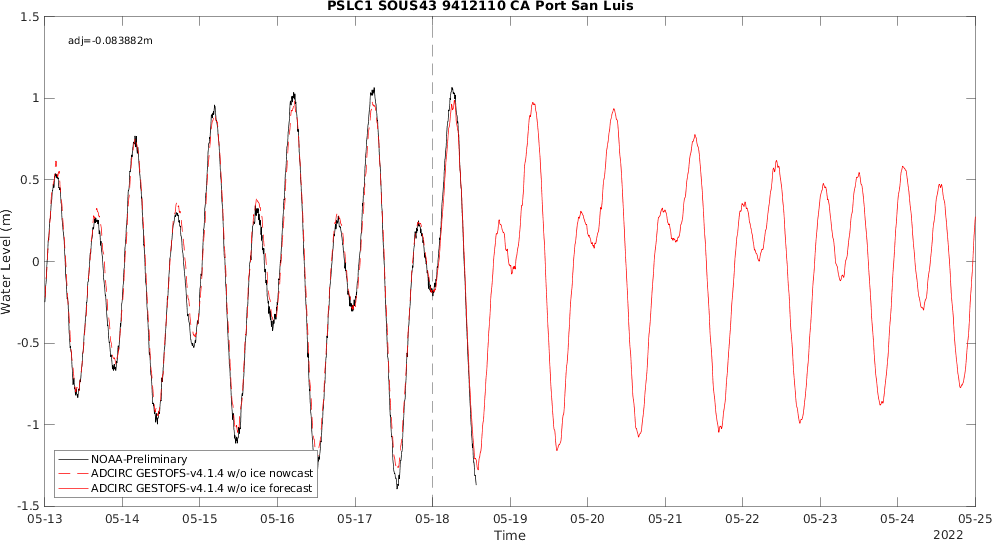 PSLC1 SOUS43 9412110 CA Port San Luis
adj=-0.083882m
1.5
1
0.5
0
-0.5
-1
-1.5
Water Level (m)
NOAA-Preliminary
ADCIRC GESTOFS-v4.1.4 w/o ice nowcast
ADCIRC GESTOFS-v4.1.4 w/o ice forecast
05-13 05-14 05-15 05-16 05-17 05-18 05-19 05-20 05-21 05-22 05-23 05-24 05-25
Time
2022